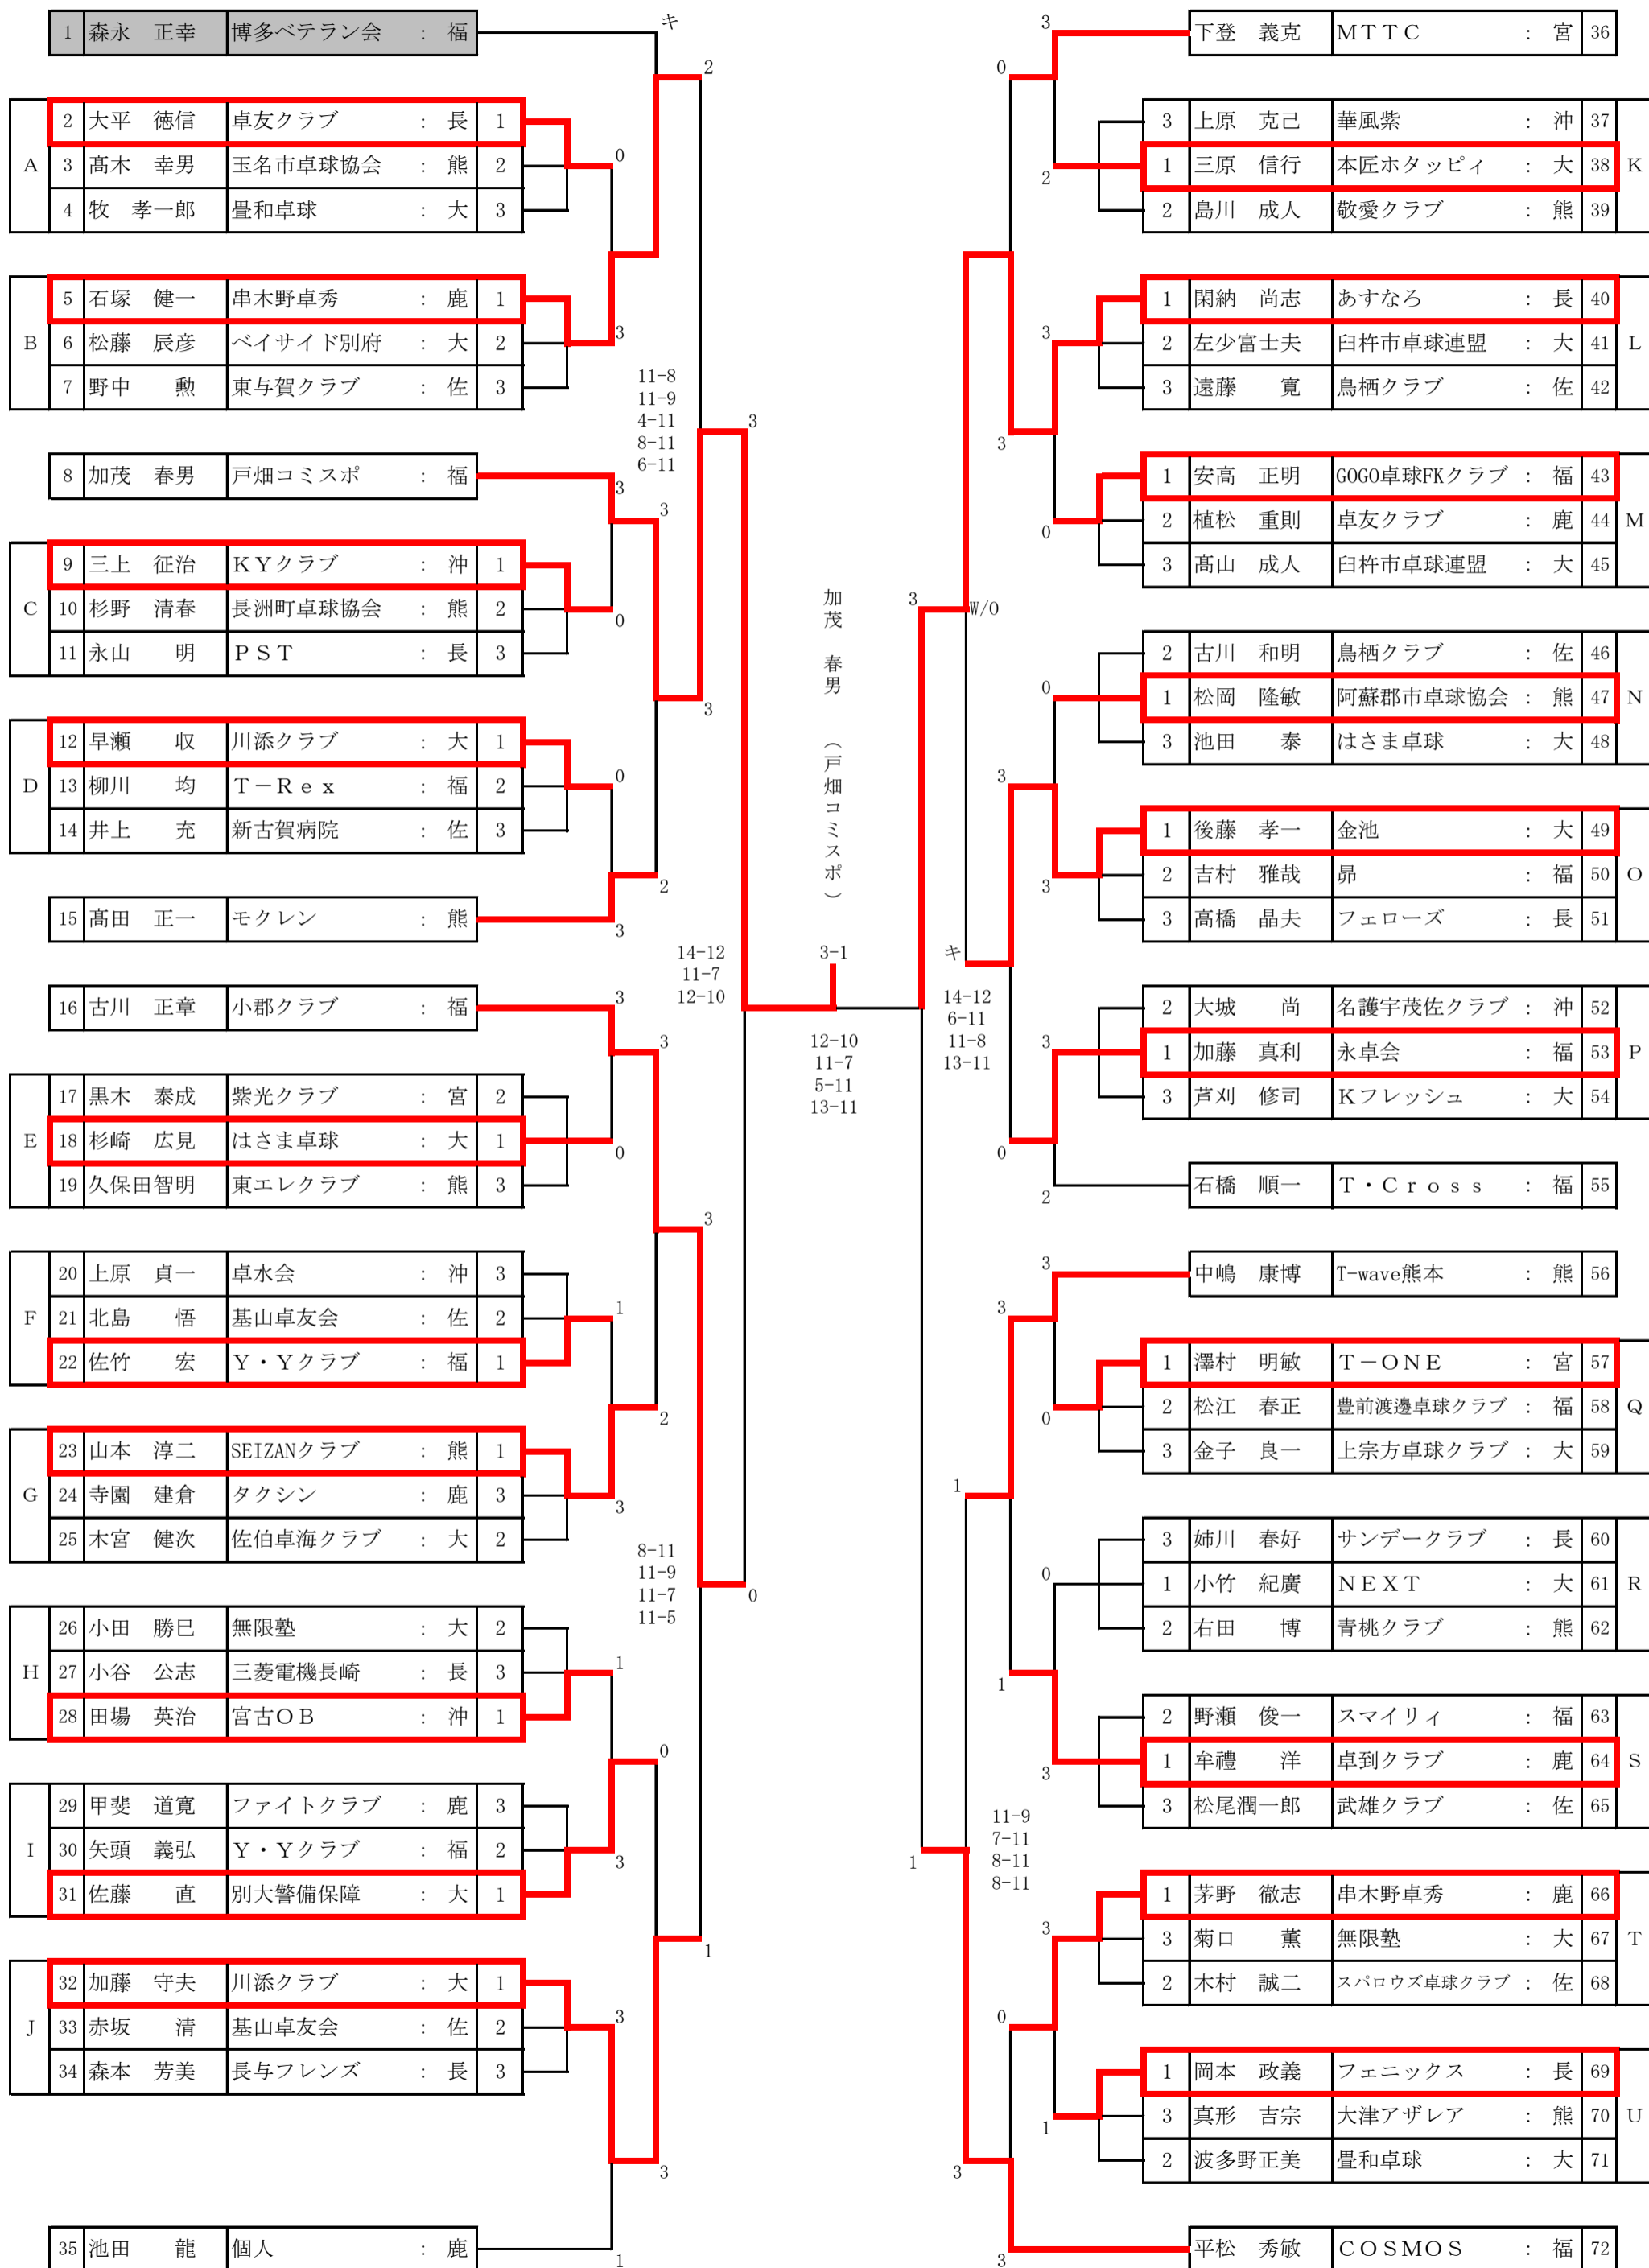 1 森永　正幸 博多ベテラン会 ： 福
キ
2
A
2 大平　徳信 卓友クラブ ： 長 1
3 髙木　幸男 玉名市卓球協会 ： 熊 2
4 牧　孝一郎 畳和卓球 ： 大 3
0
B
5 石塚　健一 串木野卓秀 ： 鹿 1
6 松藤　辰彦 ベイサイド別府 ： 大 2
7 野中　　勲 東与賀クラブ ： 佐 3
3
11-8
11-9
4-11
8-11
6-11
3
8 加茂　春男 戸畑コミスポ ： 福
3
3
C
9 三上　征治 ＫＹクラブ ： 沖 1
10 杉野　清春 長洲町卓球協会 ： 熊 2
11 永山　　明 ＰＳＴ ： 長 3
0
3
D
12 早瀬　　収 川添クラブ ： 大 1
13 柳川　　均 Ｔ－Ｒｅｘ ： 福 2
14 井上　　充 新古賀病院 ： 佐 3
0
2
15 髙田　正一 モクレン ： 熊
3
14-12
11-7
12-10
16 古川　正章 小郡クラブ ： 福
3
3
E
17 黒木　泰成 紫光クラブ ： 宮 2
18 杉崎　広見 はさま卓球 ： 大 1
19 久保田智明 東エレクラブ ： 熊 3
0
3
F
20 上原　貞一 卓水会 ： 沖 3
21 北島　　悟 基山卓友会 ： 佐 2
22 佐竹　　宏 Ｙ・Ｙクラブ ： 福 1
1
2
G
23 山本　淳二 SEIZANクラブ ： 熊 1
24 寺園　建倉 タクシン ： 鹿 3
25 木宮　健次 佐伯卓海クラブ ： 大 2
3
8-11
11-9
11-7
11-5
0
H
26 小田　勝巳 無限塾 ： 大 2
27 小谷　公志 三菱電機長崎 ： 長 3
28 田場　英治 宮古ＯＢ ： 沖 1
1
0
I
29 甲斐　道寛 ファイトクラブ ： 鹿 3
30 矢頭　義弘 Ｙ・Ｙクラブ ： 福 2
31 佐藤　　直 別大警備保障 ： 大 1
3
1
J
32 加藤　守夫 川添クラブ ： 大 1
33 赤坂　　清 基山卓友会 ： 佐 2
34 森本　芳美 長与フレンズ ： 長 3
3
3
35 池田　　龍 個人 ： 鹿
1
加茂　春男　（戸畑コミスポ）
3-1
12-10
11-7
5-11
13-11
3
下登　義克 ＭＴＴＣ ： 宮 36
0
3 上原　克己 華風紫 ： 沖 37
1 三原　信行 本匠ホタッピィ ： 大 38
2 島川　成人 敬愛クラブ ： 熊 39
K
2
1 閑納　尚志 あすなろ ： 長 40
2 左少富士夫 臼杵市卓球連盟 ： 大 41
3 遠藤　　寛 鳥栖クラブ ： 佐 42
L
3
3
1 安高　正明 GOGO卓球FKクラブ ： 福 43
2 植松　重則 卓友クラブ ： 鹿 44
3 髙山　成人 臼杵市卓球連盟 ： 大 45
M
0
3
W/O
2 古川　和明 鳥栖クラブ ： 佐 46
1 松岡　隆敏 阿蘇郡市卓球協会 ： 熊 47
3 池田　　泰 はさま卓球 ： 大 48
N
0
3
1 後藤　孝一 金池 ： 大 49
2 吉村　雅哉 昴 ： 福 50
3 高橋　晶夫 フェローズ ： 長 51
O
3
キ
14-12
6-11
11-8
13-11
2 大城　　尚 名護宇茂佐クラブ ： 沖 52
1 加藤　真利 永卓会 ： 福 53
3 芦刈　修司 Ｋフレッシュ ： 大 54
P
3
0
石橋　順一 Ｔ・Ｃｒｏｓｓ ： 福 55
2
3
中嶋　康博 T-wave熊本 ： 熊 56
3
1 澤村　明敏 Ｔ－ＯＮＥ ： 宮 57
2 松江　春正 豊前渡邊卓球クラブ ： 福 58
3 金子　良一 上宗方卓球クラブ ： 大 59
Q
0
1
3 姉川　春好 サンデークラブ ： 長 60
1 小竹　紀廣 ＮＥＸＴ ： 大 61
2 右田　　博 青桃クラブ ： 熊 62
R
0
1
2 野瀬　俊一 スマイリィ ： 福 63
1 牟禮　　洋 卓到クラブ ： 鹿 64
3 松尾潤一郎 武雄クラブ ： 佐 65
S
3
11-9
7-11
8-11
8-11
1
1 茅野　徹志 串木野卓秀 ： 鹿 66
3 菊口　　薫 無限塾 ： 大 67
2 木村　誠二 スパロウズ卓球クラブ ： 佐 68
T
3
0
1 岡本　政義 フェニックス ： 長 69
3 真形　吉宗 大津アザレア ： 熊 70
2 波多野正美 畳和卓球 ： 大 71
U
1
3
平松　秀敏 ＣＯＳＭＯＳ ： 福 72
3